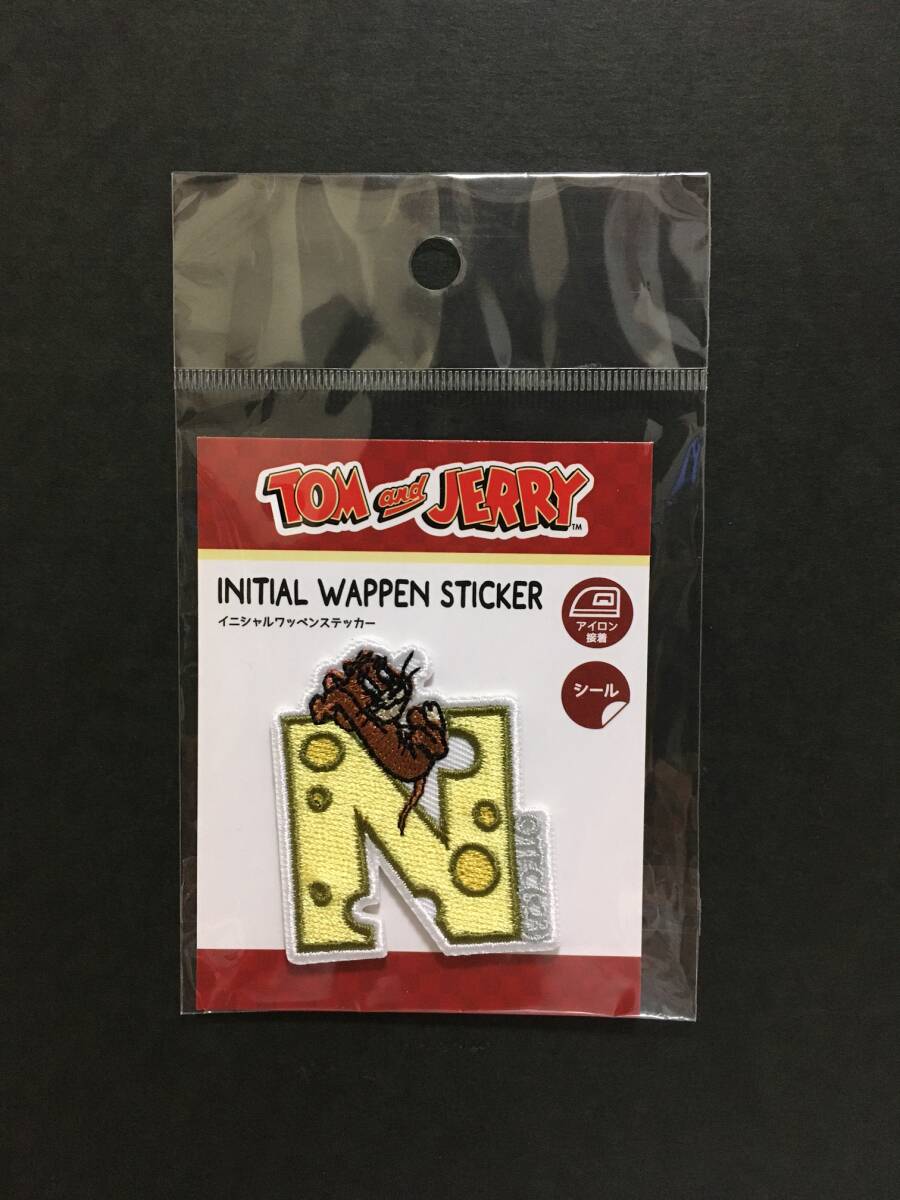 TOM and JERRY TM
INITIAL WAPPEN STICKER
イニシャルワッペンステッカー
アイロン
接着
シール
N